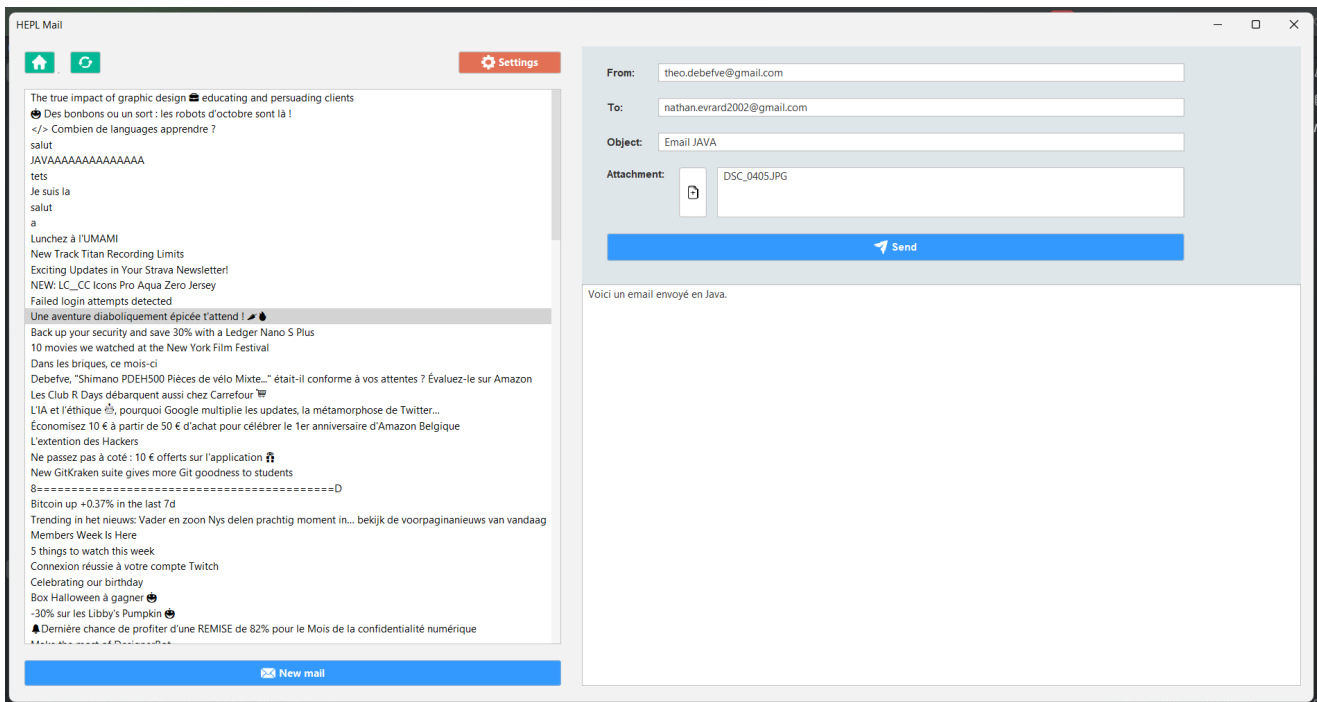 HEPL Mail
Settings
The true impact of graphic design 💼 educating and persuading clients
🎃 Des bonbons ou un sort : les robots d'octobre sont là !
</> Combien de languages apprendre ?
salut
JAVAAAAAAAAAAAAAA
tets
Je suis la
salut
a
Lunchez à l'UMAMI
New Track Titan Recording Limits
Exciting Updates in Your Strava Newsletter!
NEW: LC__CC Icons Pro Aqua Zero Jersey
Failed login attempts detected
Une aventure diaboliquement épicée t'attend ! 🌶🩸
Back up your security and save 30% with a Ledger Nano S Plus
10 movies we watched at the New York Film Festival
Dans les briques, ce mois-ci
Debefve, "Shimano PDEH500 Pièces de vélo Mixte..." était-il conforme à vos attentes ? Évaluez-le sur Amazon
Les Club R Days débarquent aussi chez Carrefour 🛒
L'IA et l'éthique 🤖, pourquoi Google multiplie les updates, la métamorphose de Twitter...
Économisez 10 € à partir de 50 € d'achat pour célébrer le 1er anniversaire d'Amazon Belgique
L'extention des Hackers
Ne passez pas à coté : 10 € offerts sur l'application
New GitKraken suite gives more Git goodness to students
8===========================================D
Bitcoin up +0.37% in the last 7d
Trending in het nieuws: Vader en zoon Nys delen prachtig moment in... bekijk de voorpaginanieuws van vandaag
Members Week Is Here
5 things to watch this week
Connexion réussie à votre compte Twitch
Celebrating our birthday
Box Halloween à gagner 🎃
-30% sur les Libby's Pumpkin 🎃
🔔Dernière chance de profiter d'une REMISE de 82% pour le Mois de la confidentialité numérique
Make the most of DesignerBot
New mail
From: theo.debefve@gmail.com
To: nathan.evrard2002@gmail.com
Object: Email JAVA
Attachment: DSC_0405.JPG
Send
Voici un email envoyé en Java.